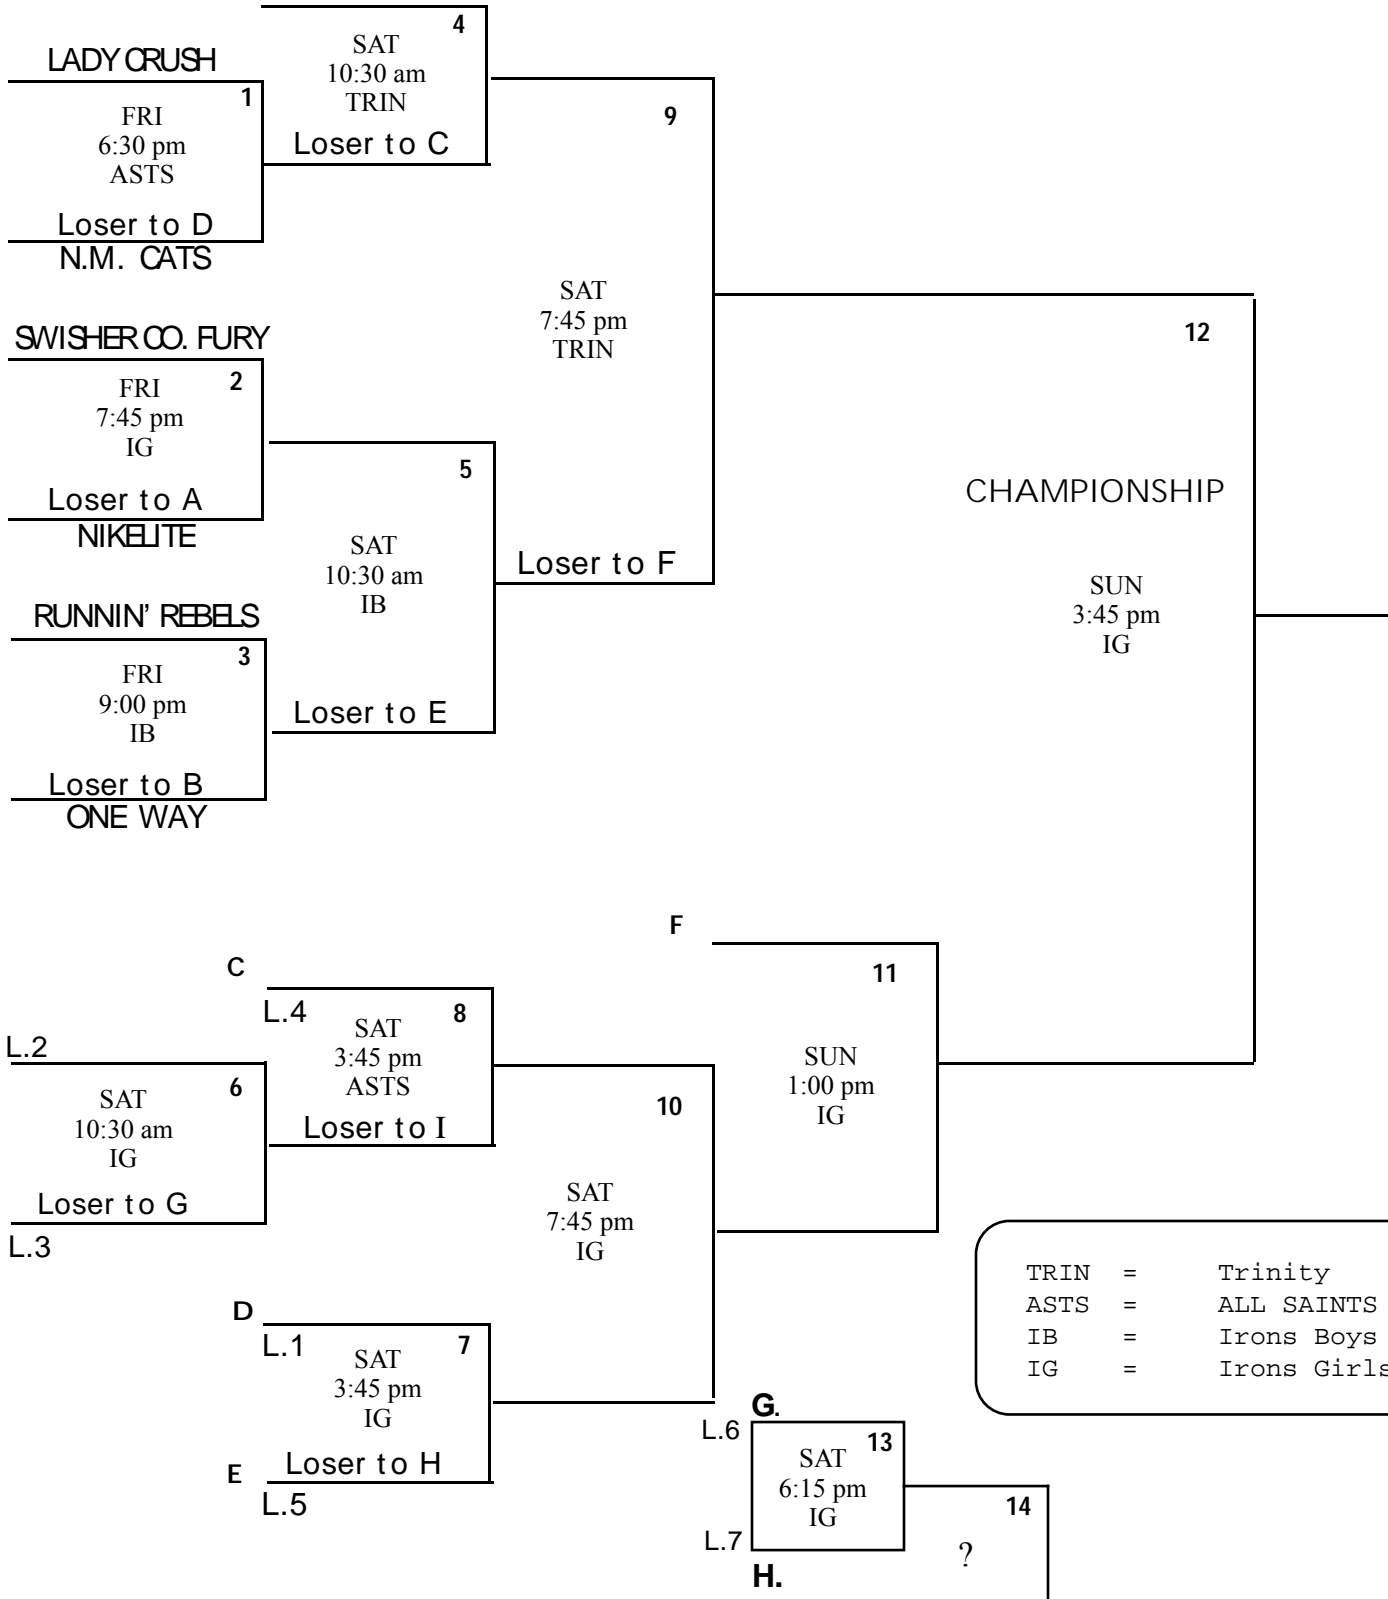 4
SAT
10:30 am
TRIN
Loser to C
LADY CRUSH
1
FRI
6:30 pm
ASTS
Loser to D
N.M. CATS
9
SAT
7:45 pm
TRIN
SWISHER CO. FURY
2
FRI
7:45 pm
IG
Loser to A
NIKELITE
5
SAT
10:30 am
IB
Loser to E
Loser to F
RUNNIN' REBELS
3
FRI
9:00 pm
IB
Loser to B
ONE WAY
12
CHAMPIONSHIP
SUN
3:45 pm
IG
F
11
SUN
1:00 pm
IG
C
L.4
8
SAT
3:45 pm
ASTS
Loser to I
L.2
6
SAT
10:30 am
IG
Loser to G
L.3
10
SAT
7:45 pm
IG
D
L.1
7
SAT
3:45 pm
IG
Loser to H
E
L.5
TRIN = Trinity
ASTS = ALL SAINTS
IB = Irons Boys
IG = Irons Girls
G.
L.6
13
SAT
6:15 pm
IG
L.7
H.
14
?